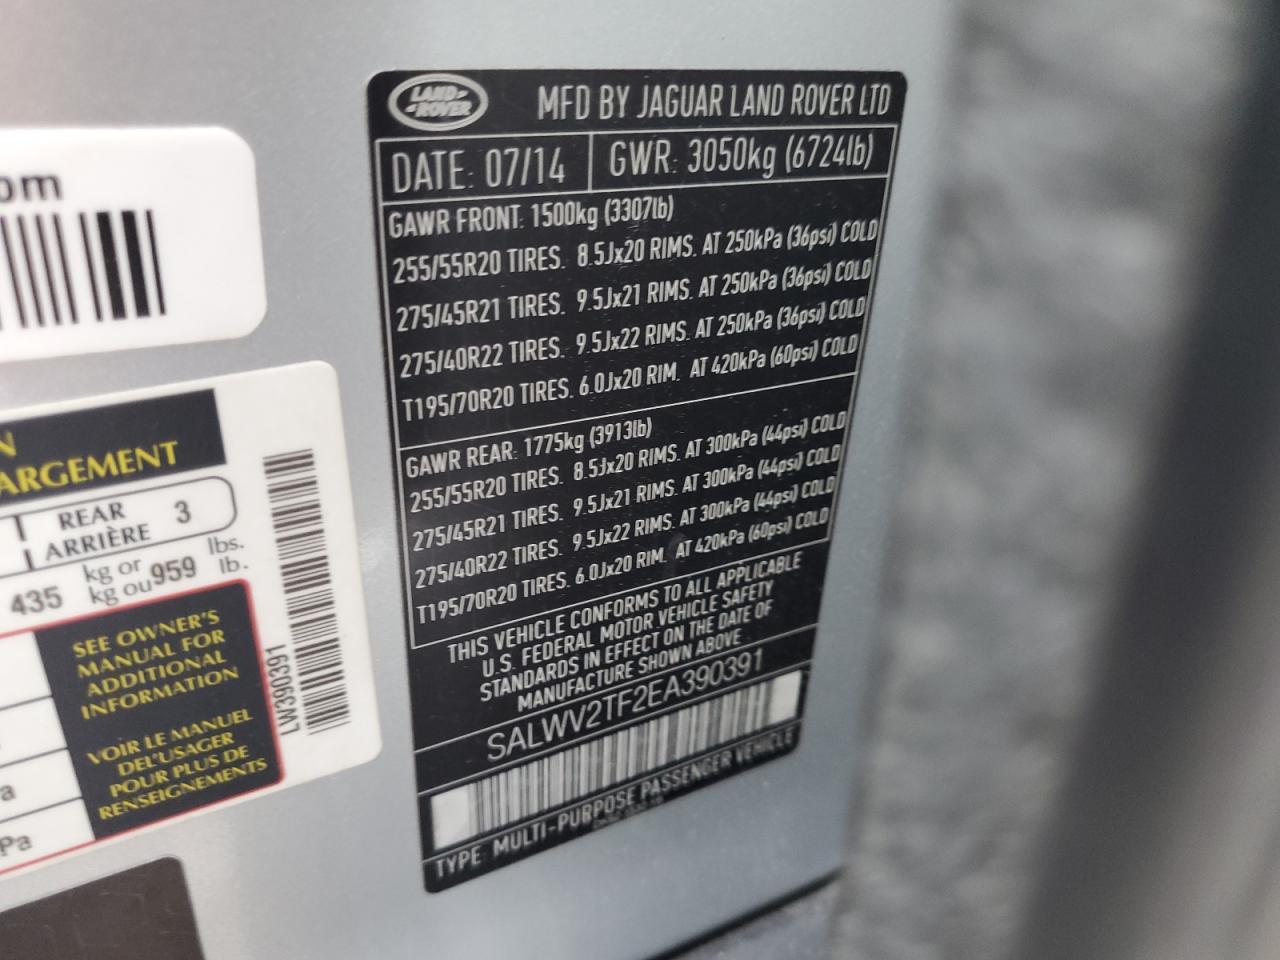 LAND-
-ROVER
MFD BY JAGUAR LAND ROVER LTD
DATE: 07/14
GWR: 3050kg (6724lb)
GAWR FRONT: 1500kg (3307lb)
255/55R20 TIRES. 8.5Jx20 RIMS. AT 250kPa (36psi) COLD
275/45R21 TIRES. 9.5Jx21 RIMS. AT 250kPa (36psi) COLD
275/40R22 TIRES. 9.5Jx22 RIMS. AT 250kPa (36psi) COLD
T195/70R20 TIRES. 6.0Jx20 RIM. AT 420kPa (60psi) COLD
GAWR REAR: 1775kg (3913lb)
255/55R20 TIRES. 8.5Jx20 RIMS. AT 300kPa (44psi) COLD
275/45R21 TIRES. 9.5Jx21 RIMS. AT 300kPa (44psi) COLD
275/40R22 TIRES. 9.5Jx22 RIMS. AT 300kPa (44psi) COLD
T195/70R20 TIRES. 6.0Jx20 RIM. AT 420kPa (60psi) COLD
THIS VEHICLE CONFORMS TO ALL APPLICABLE
U.S. FEDERAL MOTOR VEHICLE SAFETY
STANDARDS IN EFFECT ON THE DATE OF
MANUFACTURE SHOWN ABOVE
SALWV2TF2EA390391
TYPE: MULTI-PURPOSE PASSENGER VEHICLE
om
N
ARGEMENT
REAR
ARRIÈRE 3
435 kg or
kg ou 959 lbs.
lb.
SEE OWNER'S
MANUAL FOR
ADDITIONAL
INFORMATION
VOIR LE MANUEL
DEL'USAGER
POUR PLUS DE
RENSEIGNEMENTS
a
Pa
LW390391